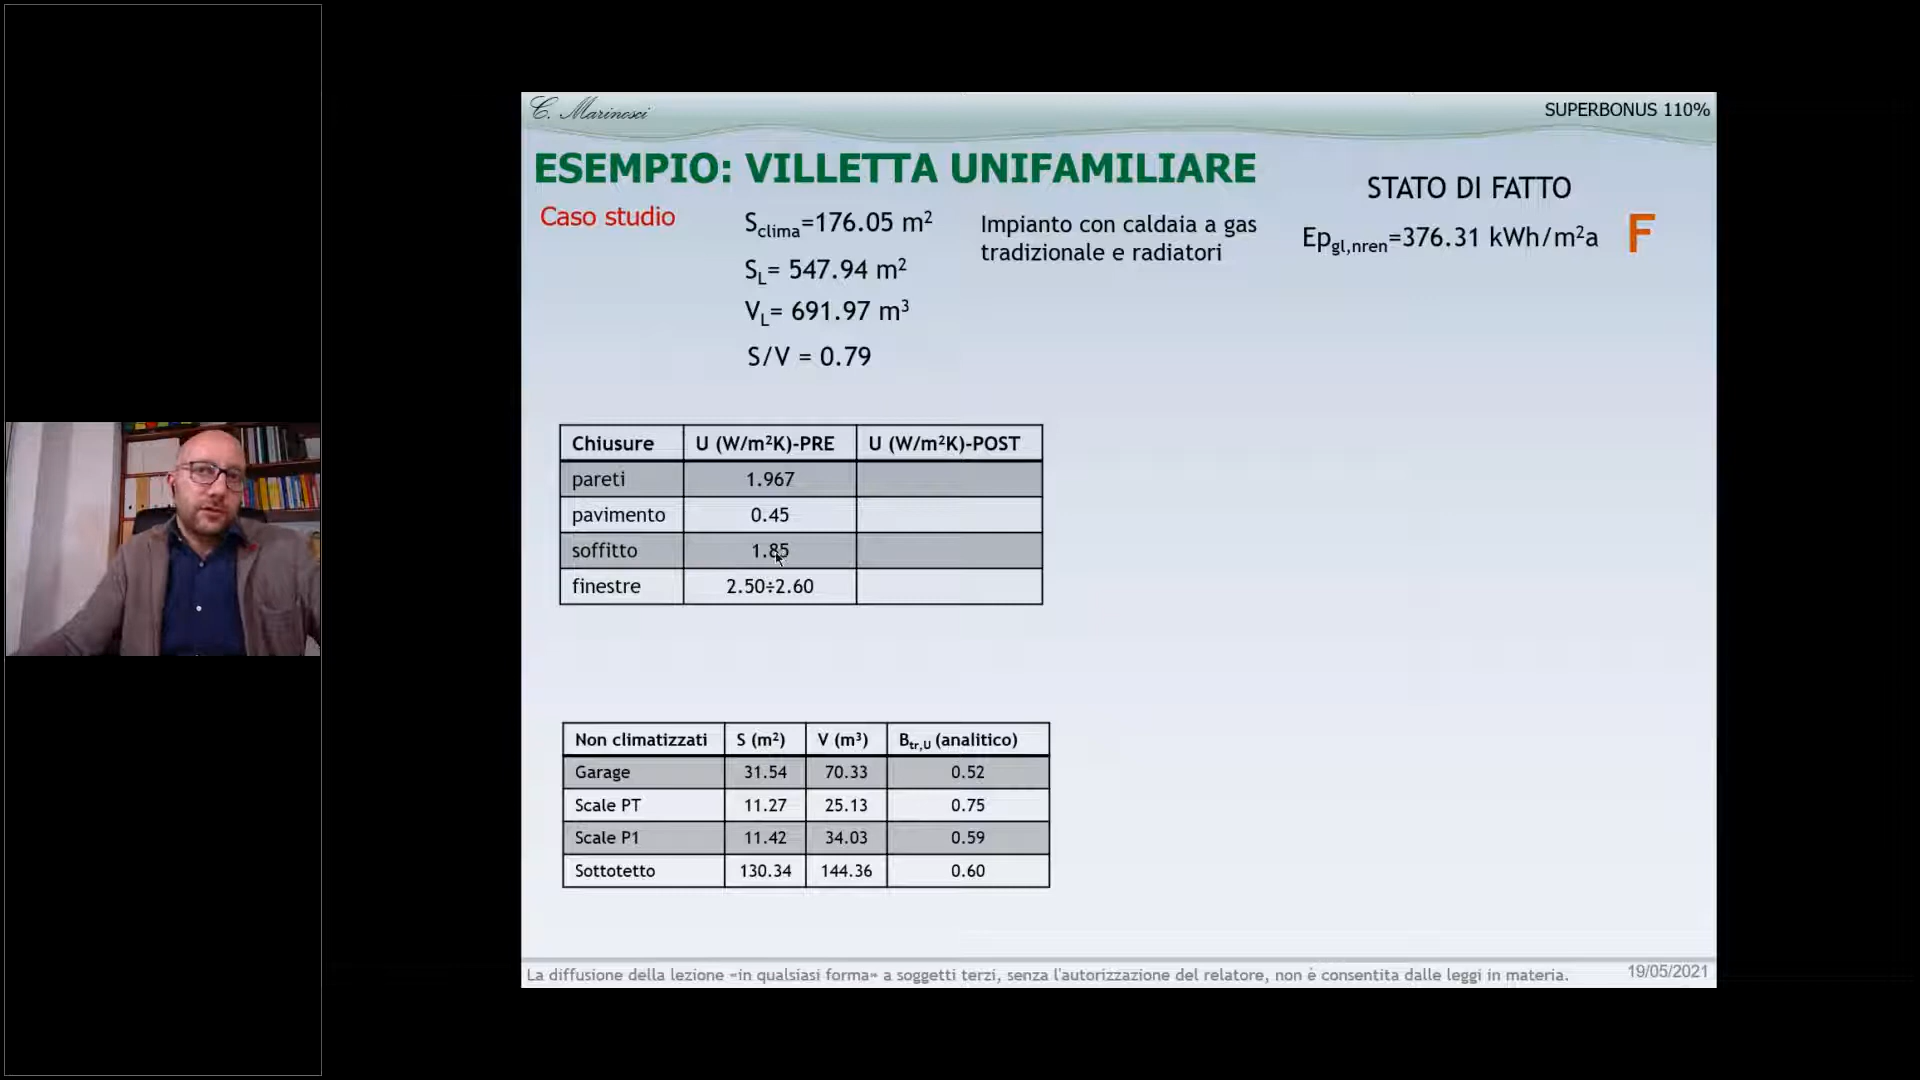 C. Marinosci
SUPERBONUS 110%
ESEMPIO: VILLETTA UNIFAMILIARE
Caso studio
Sclima=176.05 m²
SL= 547.94 m²
VL= 691.97 m³
S/V = 0.79
Impianto con caldaia a gas
tradizionale e radiatori
STATO DI FATTO
Epgl,nren=376.31 kWh/m²a F
Chiusure U (W/m²K)-PRE U (W/m²K)-POST
pareti 1.967
pavimento 0.45
soffitto 1.85
finestre 2.50÷2.60
Non climatizzati S (m²) V (m³) Btr,U (analitico)
Garage 31.54 70.33 0.52
Scale PT 11.27 25.13 0.75
Scale P1 11.42 34.03 0.59
Sottotetto 130.34 144.36 0.60
La diffusione della lezione «in qualsiasi forma» a soggetti terzi, senza l'autorizzazione del relatore, non è consentita dalle leggi in materia.
19/05/2021